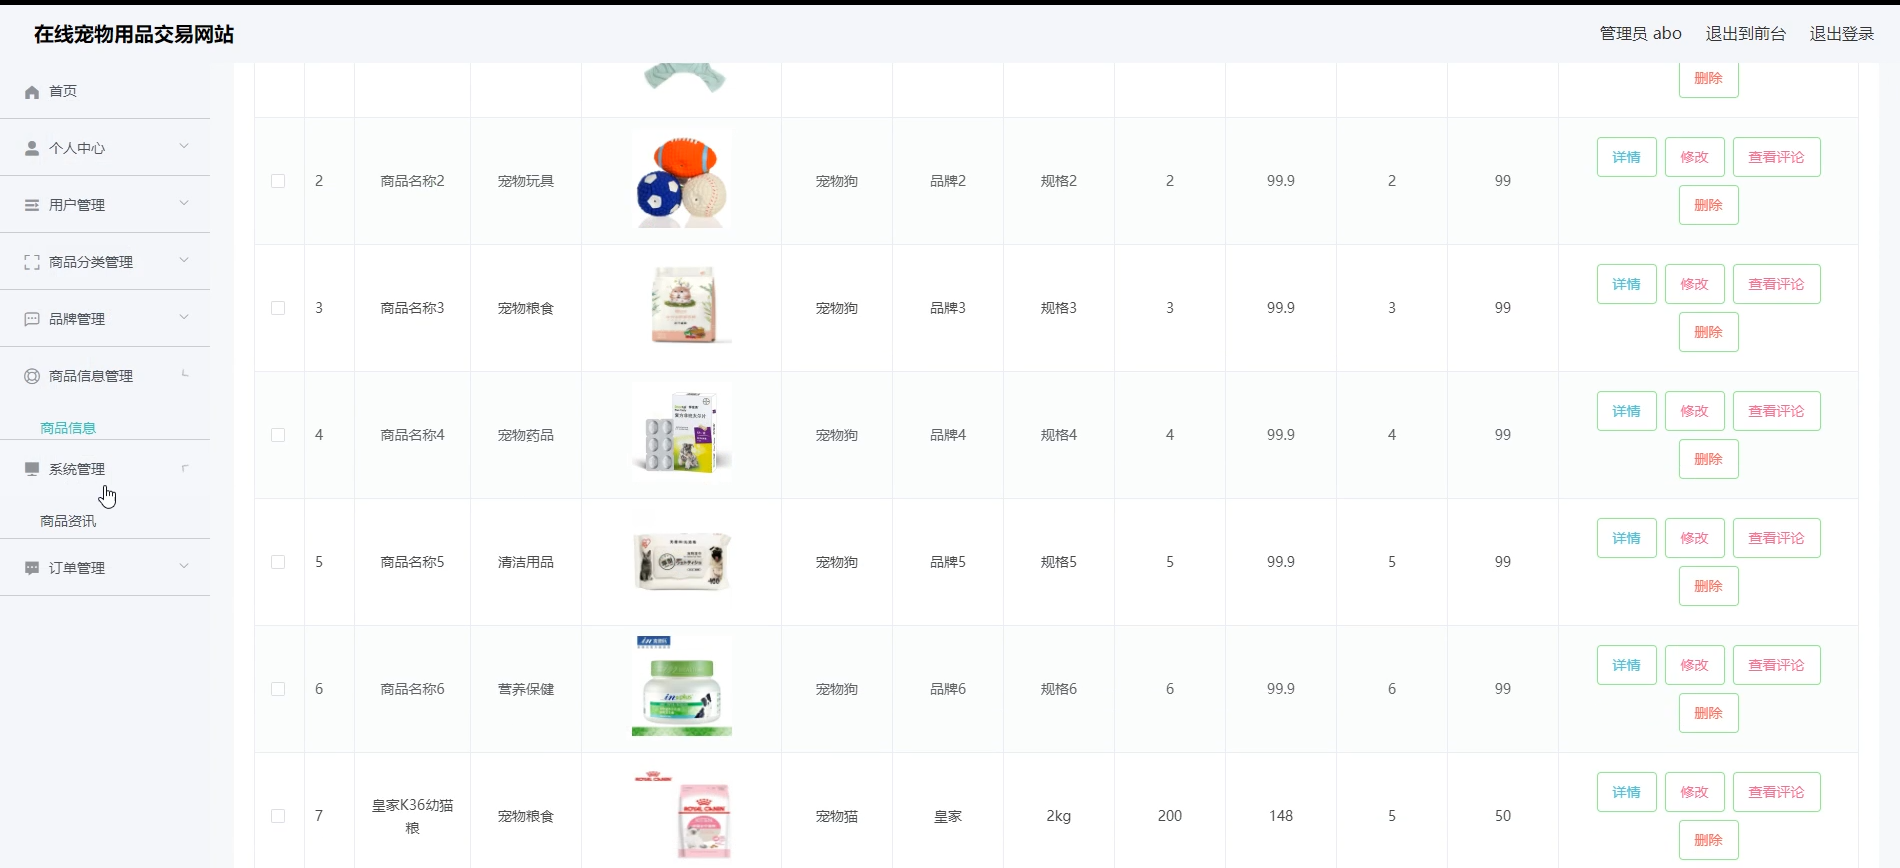 在线宠物用品交易网站
管理员 abo 退出到前台 退出登录
首页
个人中心
用户管理
商品分类管理
品牌管理
商品信息管理
商品信息
系统管理
商品资讯
订单管理
删除
2 商品名称2 宠物玩具 宠物狗 品牌2 规格2 2 99.9 2 99 详情 修改 查看评论
删除
3 商品名称3 宠物粮食 宠物狗 品牌3 规格3 3 99.9 3 99 详情 修改 查看评论
删除
4 商品名称4 宠物药品 宠物狗 品牌4 规格4 4 99.9 4 99 详情 修改 查看评论
删除
5 商品名称5 清洁用品 宠物狗 品牌5 规格5 5 99.9 5 99 详情 修改 查看评论
删除
6 商品名称6 营养保健 宠物狗 品牌6 规格6 6 99.9 6 99 详情 修改 查看评论
删除
7 皇家K36幼猫
粮 宠物粮食 ROYAL CANIN 宠物猫 皇家 2kg 200 148 5 50 详情 修改 查看评论
删除